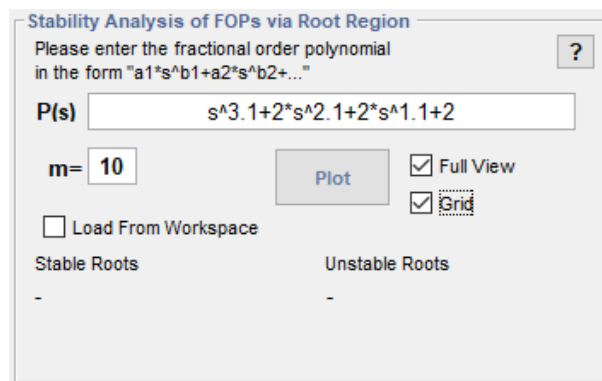 Stability Analysis of FOPs via Root Region
Please enter the fractional order polynomial
in the form "a1*s^b1+a2*s^b2+..."
?
P(s) s^3.1+2*s^2.1+2*s^1.1+2
m= 10 Plot Full View
Grid
Load From Workspace
Stable Roots Unstable Roots
- -